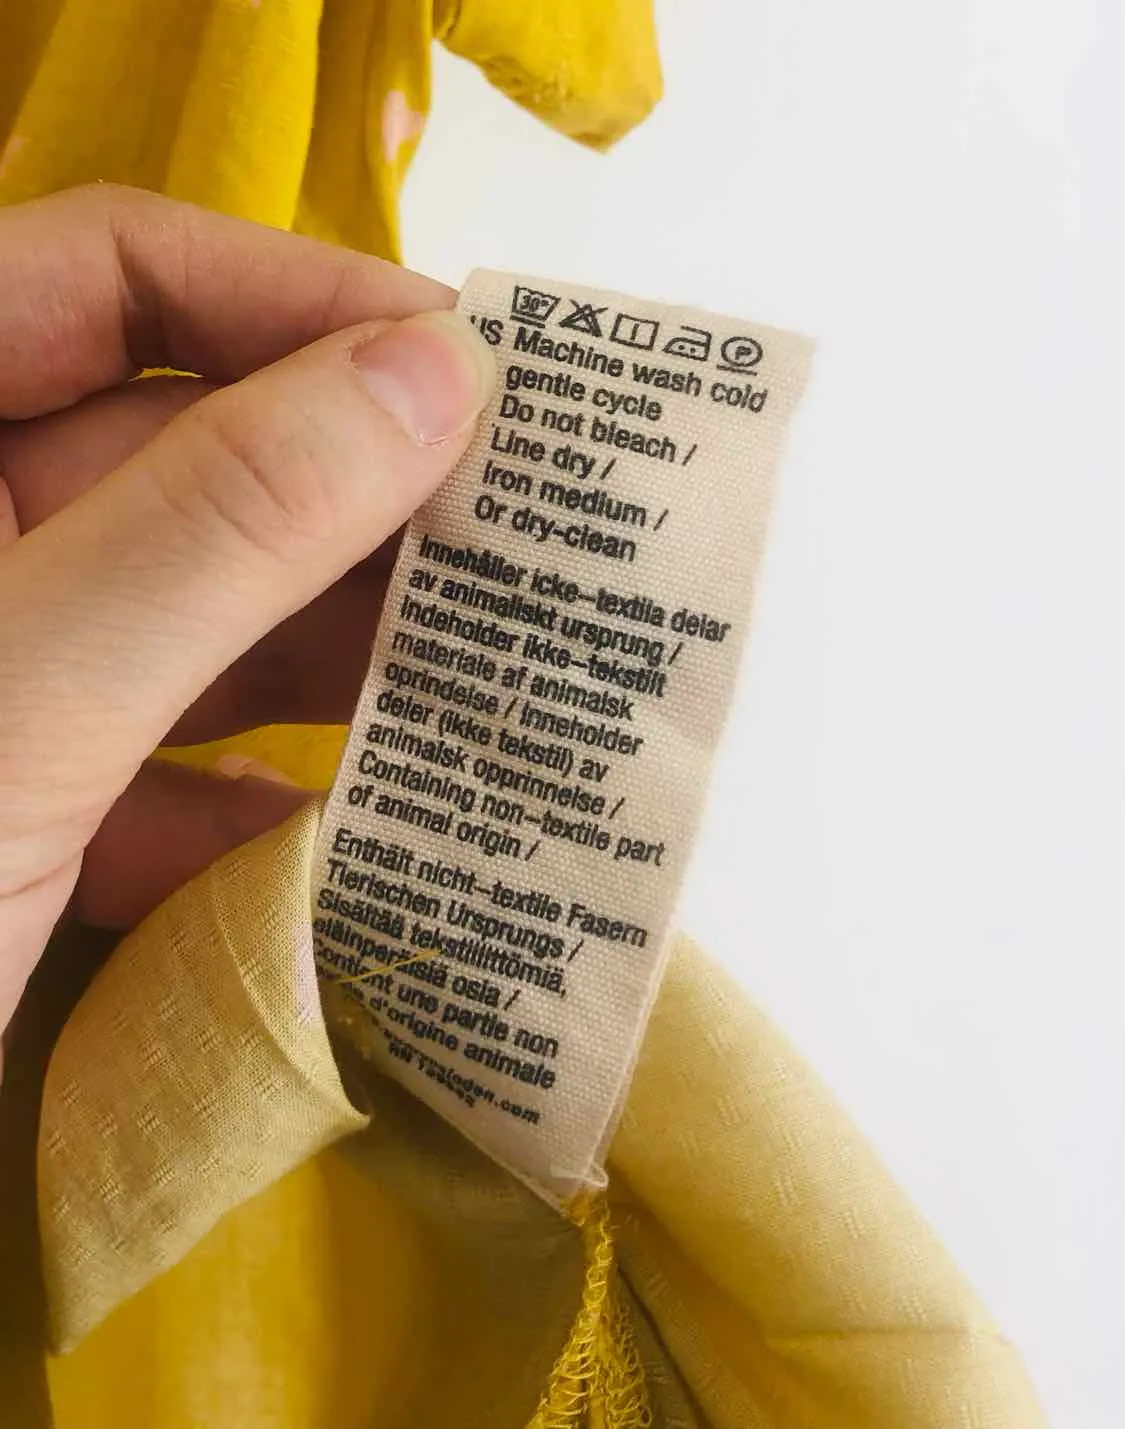 30°
P
US Machine wash cold
gentle cycle
Do not bleach /
Line dry /
Iron medium /
Or dry-clean
Innehåller icke-textila delar
av animaliskt ursprung /
Indeholder ikke-tekstilt
materiale af animalsk
oprindelse / Inneholder
deler (ikke tekstil) av
animalsk opprinnelse /
Containing non-textile part
of animal origin /
Enthält nicht-textile Fasern
Tierischen Ursprungs /
Sisältää tekstiilittömiä,
eläinperäisiä osia /
contient une partie non
d'origine animale
RN